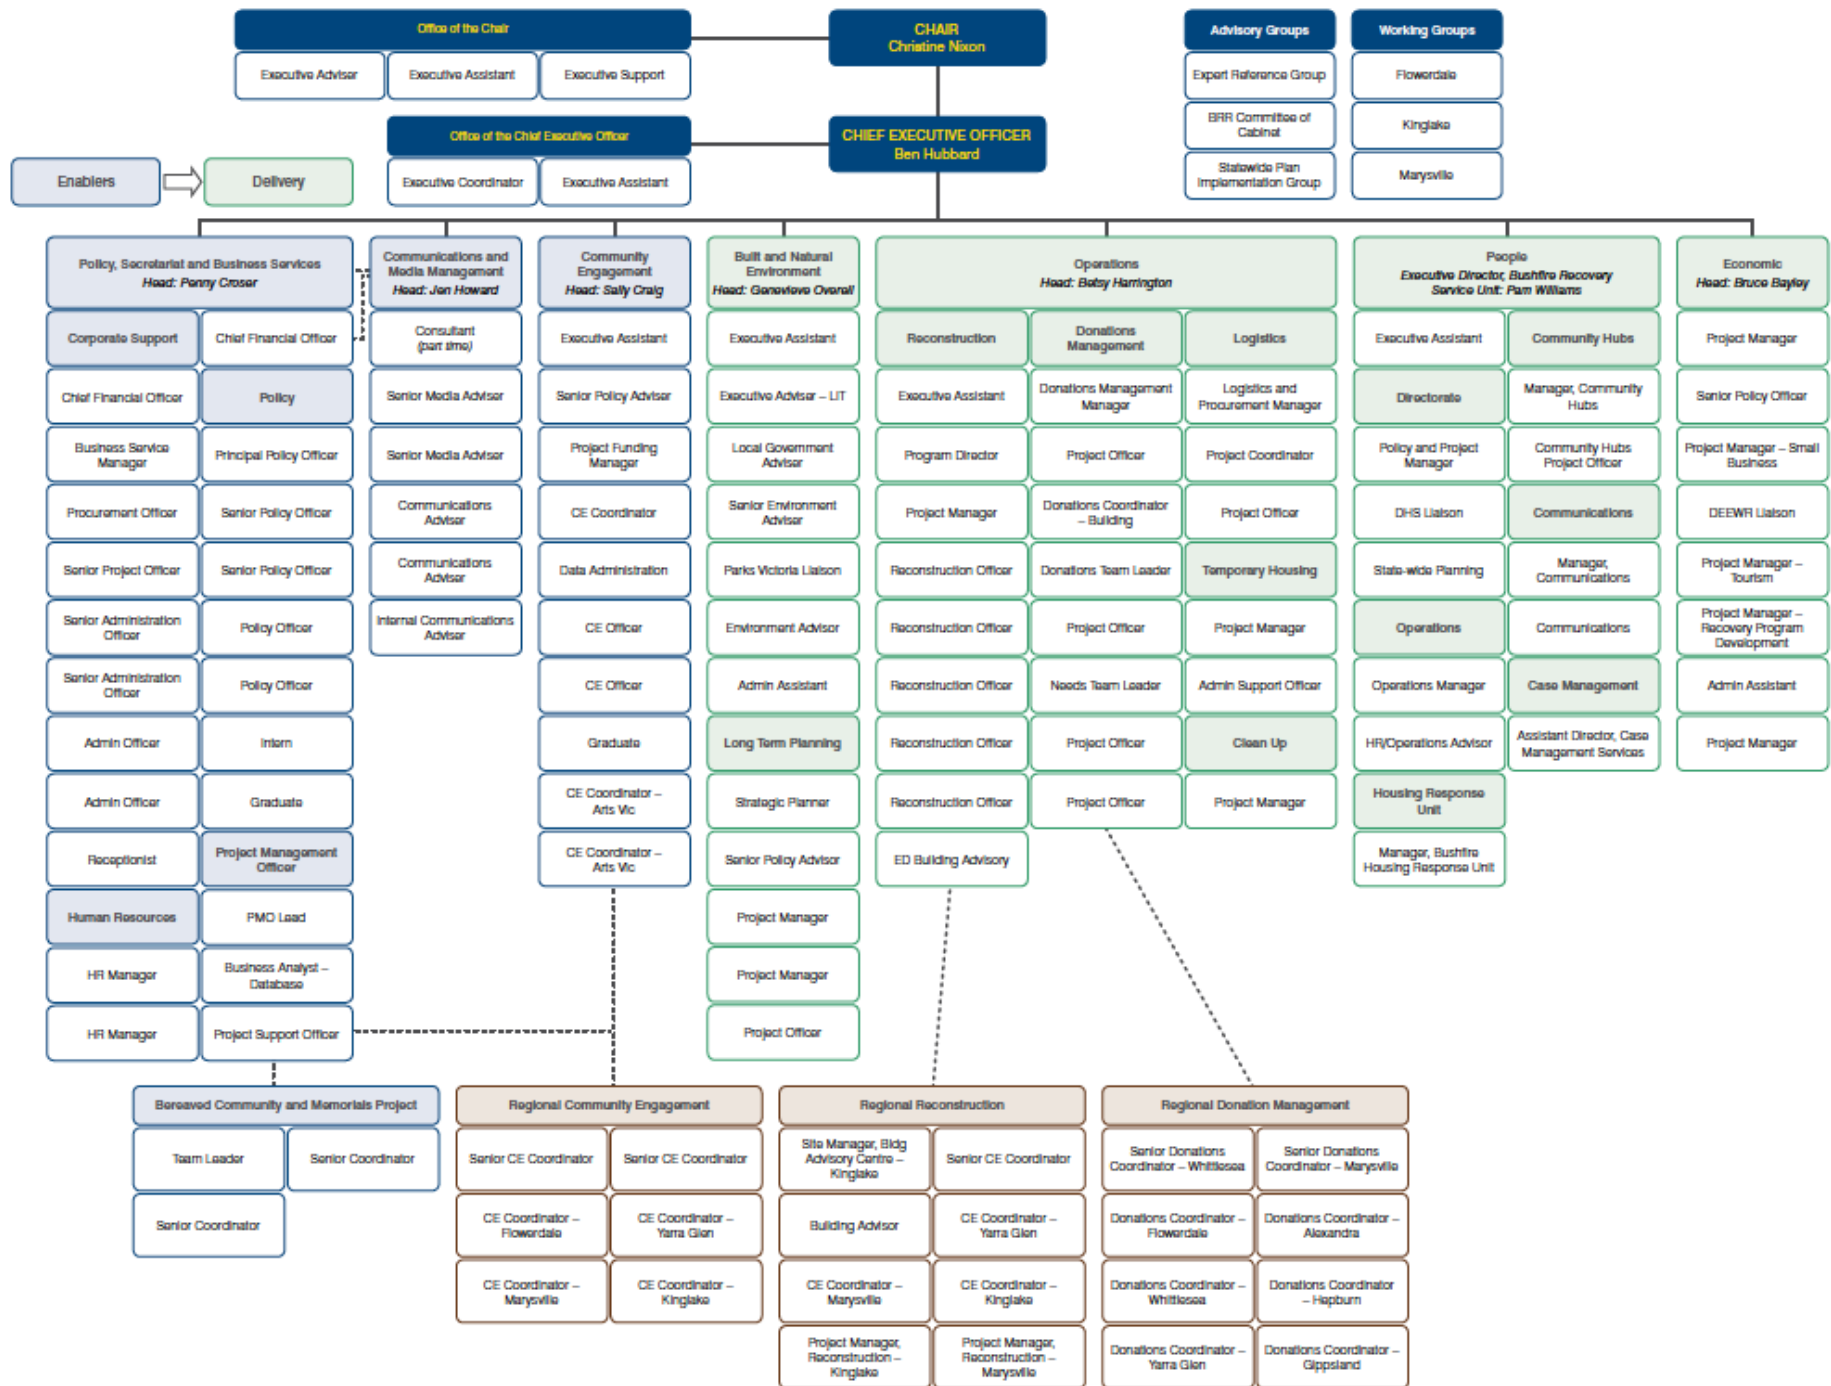 Office of the Chair
Executive Adviser
Executive Assistant
Executive Support
CHAIR
Christine Nixon
Advisory Groups
Expert Reference Group
BRR Committee of
Cabinet
Statewide Plan
Implementation Group
Working Groups
Flowerdale
Kinglake
Marysville
Office of the Chief Executive Officer
Executive Coordinator
Executive Assistant
CHIEF EXECUTIVE OFFICER
Ben Hubbard
Enablers
Delivery
Policy, Secretariat and Business Services
Head: Penny Croser
Corporate Support
Chief Financial Officer
Business Service
Manager
Procurement Officer
Senior Project Officer
Senior Administration
Officer
Senior Administration
Officer
Admin Officer
Admin Officer
Receptionist
Human Resources
HR Manager
HR Manager
Chief Financial Officer
Policy
Principal Policy Officer
Senior Policy Officer
Senior Policy Officer
Policy Officer
Policy Officer
Intern
Graduate
Project Management
Officer
PMO Lead
Business Analyst –
Database
Project Support Officer
Communications and
Media Management
Head: Jen Howard
Consultant
(part time)
Senior Media Adviser
Senior Media Adviser
Communications
Adviser
Communications
Adviser
Internal Communications
Adviser
Community
Engagement
Head: Sally Craig
Executive Assistant
Senior Policy Adviser
Project Funding
Manager
CE Coordinator
Data Administration
CE Officer
CE Officer
Graduate
CE Coordinator –
Arts Vic
CE Coordinator –
Arts Vic
Built and Natural
Environment
Head: Genevieve Overell
Executive Assistant
Executive Adviser – LIT
Local Government
Adviser
Senior Environment
Adviser
Parks Victoria Liaison
Environment Advisor
Admin Assistant
Long Term Planning
Strategic Planner
Senior Policy Advisor
Project Manager
Project Manager
Project Officer
Operations
Head: Betsy Harrington
Reconstruction
Executive Assistant
Program Director
Project Manager
Reconstruction Officer
Reconstruction Officer
Reconstruction Officer
Reconstruction Officer
Reconstruction Officer
ED Building Advisory
Donations
Management
Donations Management
Manager
Project Officer
Donations Coordinator
– Building
Donations Team Leader
Project Officer
Needs Team Leader
Project Officer
Project Officer
Logistics
Logistics and
Procurement Manager
Project Coordinator
Project Officer
Temporary Housing
Project Manager
Admin Support Officer
Clean Up
Project Manager
People
Executive Director, Bushfire Recovery
Service Unit: Pam Williams
Executive Assistant
Directorate
Policy and Project
Manager
DHS Liaison
State-wide Planning
Operations
Operations Manager
HR/Operations Advisor
Housing Response
Unit
Manager, Bushfire
Housing Response Unit
Community Hubs
Manager, Community
Hubs
Community Hubs
Project Officer
Communications
Manager,
Communications
Communications
Case Management
Assistant Director, Case
Management Services
Economic
Head: Bruce Bayley
Project Manager
Senior Policy Officer
Project Manager – Small
Business
DEEWR Liaison
Project Manager –
Tourism
Project Manager –
Recovery Program
Development
Admin Assistant
Project Manager
Bereaved Community and Memorials Project
Team Leader
Senior Coordinator
Senior Coordinator
Regional Community Engagement
Senior CE Coordinator
Senior CE Coordinator
CE Coordinator –
Flowerdale
CE Coordinator –
Yarra Glen
CE Coordinator –
Marysville
CE Coordinator –
Kinglake
Regional Reconstruction
Site Manager, Bldg
Advisory Centre –
Kinglake
Senior CE Coordinator
Building Advisor
CE Coordinator –
Yarra Glen
CE Coordinator –
Marysville
CE Coordinator –
Kinglake
Project Manager,
Reconstruction –
Kinglake
Project Manager,
Reconstruction –
Marysville
Regional Donation Management
Senior Donations
Coordinator – Whittlesea
Senior Donations
Coordinator – Marysville
Donations Coordinator –
Flowerdale
Donations Coordinator –
Alexandra
Donations Coordinator –
Whittlesea
Donations Coordinator
– Hepburn
Donations Coordinator –
Yarra Glen
Donations Coordinator –
Gippsland